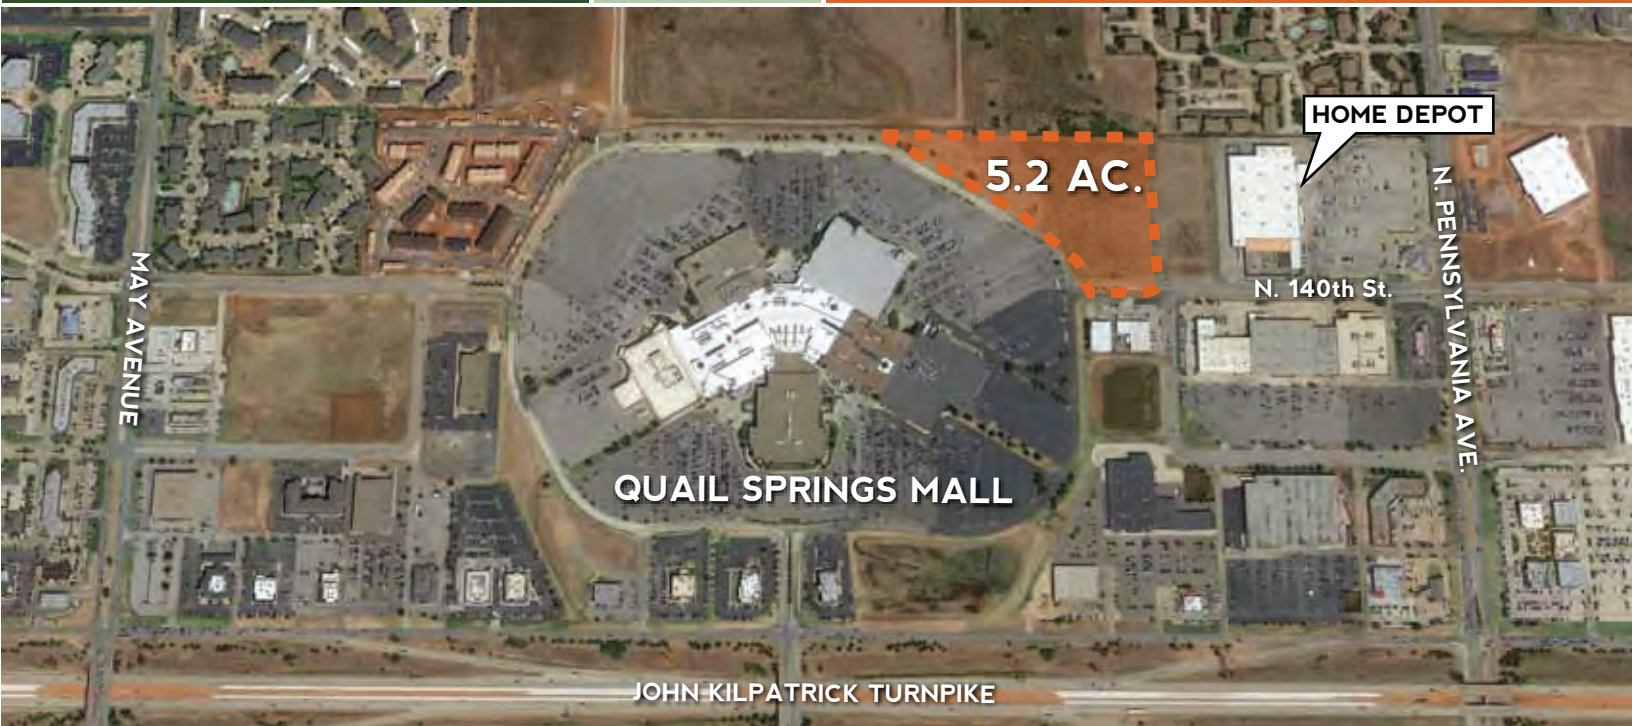 HOME DEPOT
5.2 AC.
N. PENNSYLVANIA AVE.
MAY AVENUE
N. 140th St.
QUAIL SPRINGS MALL
JOHN KILPATRICK TURNPIKE